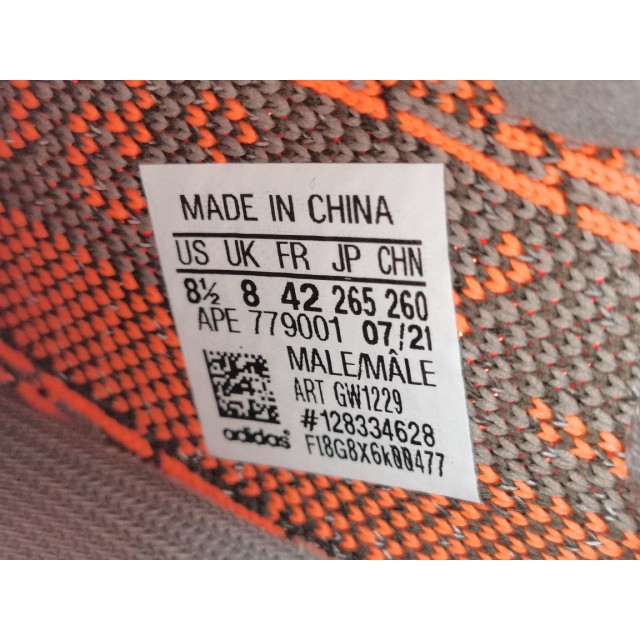 MADE IN CHINA
US UK FR JP CHN
8½ 8 42 265 260
APE 779001 07/21
MALE/MÂLE
ART GW1229
#128334628
adidas
FI8G8X6k00477